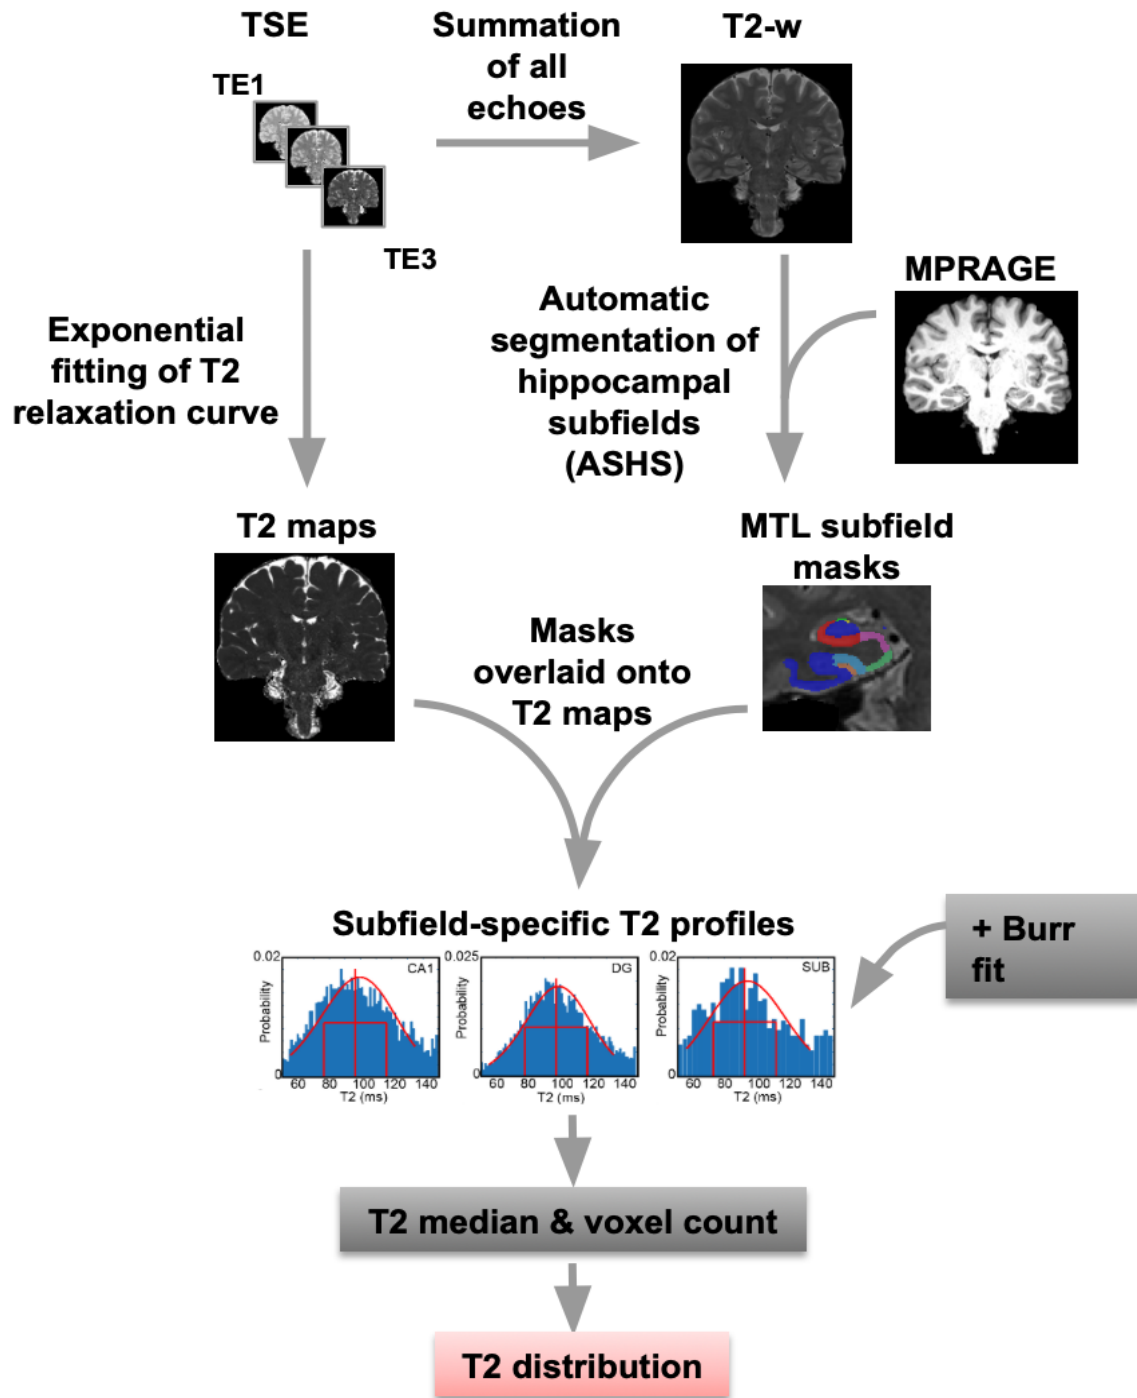 TSE
Summation
of all
echoes
T2-w
TE1
TE3
MPRAGE
Exponential
fitting of T2
relaxation curve
Automatic
segmentation of
hippocampal
subfields
(ASHS)
T2 maps
MTL subfield
masks
Masks
overlaid onto
T2 maps
Subfield-specific T2 profiles
+ Burr
fit
0.02
CA1
Probability
0
60 80 100 120 140
T2 (ms)
0.025
DG
Probability
0
60 80 100 120 140
T2 (ms)
0.02
SUB
Probability
0
60 80 100 120 140
T2 (ms)
T2 median & voxel count
T2 distribution